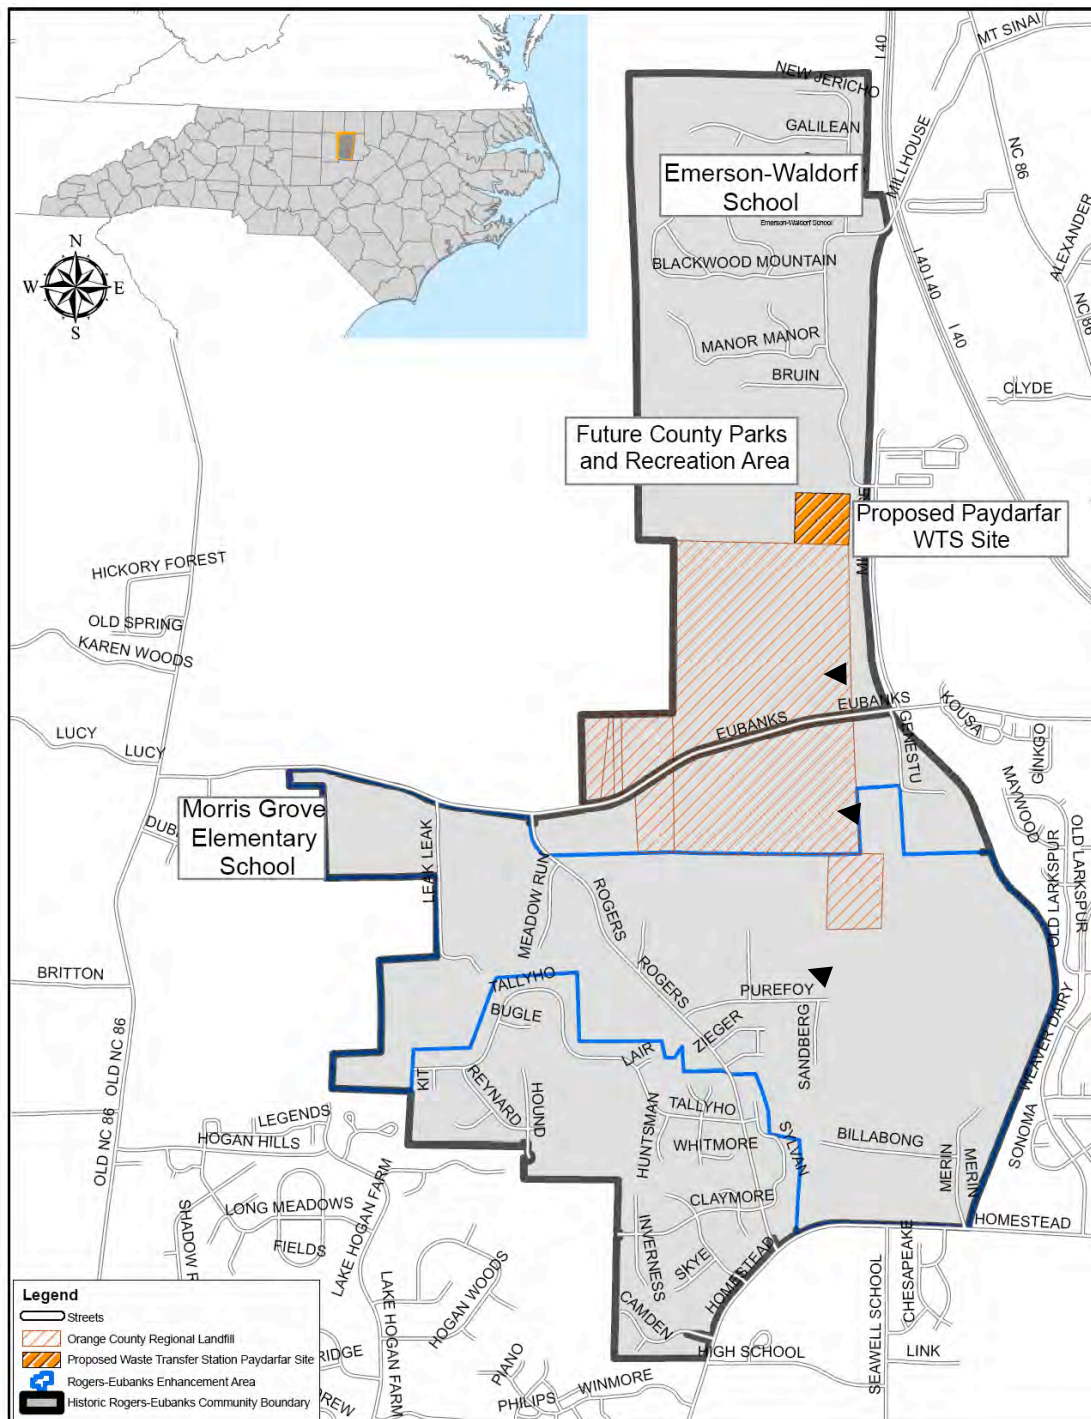 I 40
MT SINAI
NEW JERICHO
GALILEAN
MILLHOUSE
NC 86
Emerson-Waldorf
School
Emerson-Waldorf School
ALEXANDER
N
W
E
S
BLACKWOOD MOUNTAIN
I 40
I 40
NC 86
I 40
MANOR
MANOR
BRUIN
CLYDE
Future County Parks
and Recreation Area
Proposed Paydarfar
WTS Site
HICKORY FOREST
OLD SPRING
KAREN WOODS
EUBANKS
EUBANKS
KOUSA
GENESTU
GINKGO
LUCY
LUCY
MAYWOOD
Morris Grove
Elementary
School
LEAK
LEAK
OLD LARKSPUR
OLD LARKSPUR
MEADOW RUN
ROGERS
ROGERS
BRITTON
TALLYHO
BUGLE
PUREFOY
ZIEGER
SANDBERG
WEAVER DAIRY
OLD NC 86
OLD NC 86
LAIR
KIT
REYNARD
HOUND
HUNTSMAN
TALLYHO
WHITMORE
SYLVAN
BILLABONG
MERIN
MERIN
SONOMA
LEGENDS
HOGAN HILLS
LAKE HOGAN FARM
CLAYMORE
LONG MEADOWS
FIELDS
INVERNESS
SKYE
HOMESTEAD
HOMESTEAD
CHESAPEAKE
SEAWELL SCHOOL
HOGAN WOODS
LAKE HOGAN FARM
CAMDEN
HIGH SCHOOL
LINK
PIANO
WINMORE
PHILIPS
Legend
Streets
Orange County Regional Landfill
Proposed Waste Transfer Station Paydarfar Site
Rogers-Eubanks Enhancement Area
Historic Rogers-Eubanks Community Boundary